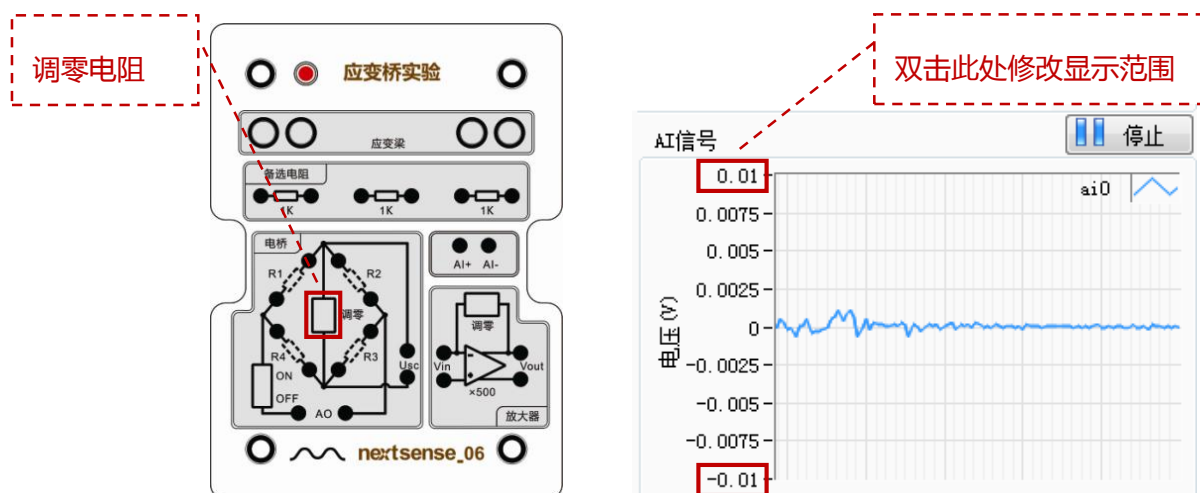 调零电阻
应变桥实验
应变梁
备选电阻
1K
1K
1K
电桥
R1
R2
调零
R4
R3
ON
OFF
AO
Usc
AI+ AI-
调零
Vin
Vout
×500
放大器
nextsense_06
双击此处修改显示范围
AI信号
停止
ai0
电压(V)
0.01
0.0075
0.005
0.0025
0
-0.0025
-0.005
-0.0075
-0.01